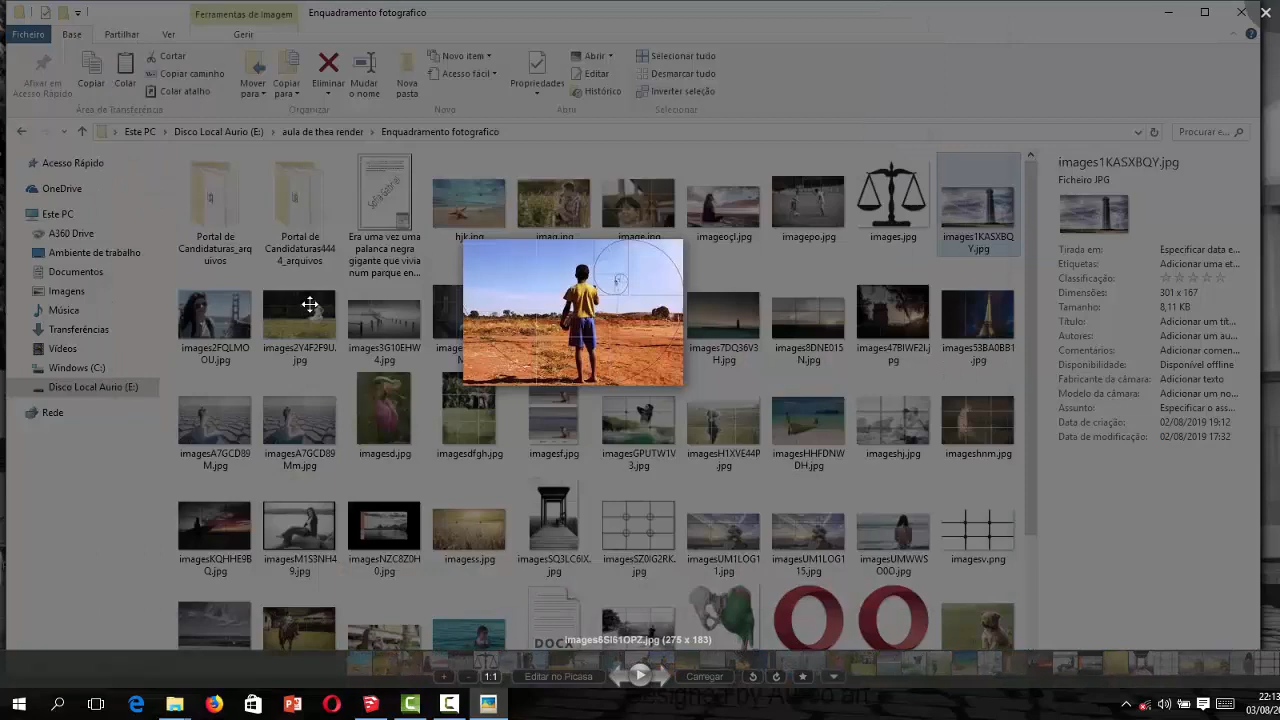 Ferramentas de imagem
Enquadramento fotografico
Ficheiro
Base
Partilhar
Ver
Gerir
Afixar em
Acesso Rápido
Copiar
Colar
Cortar
Copiar caminho
Colar atalho
Mover
para
Copiar
para
Eliminar
Mudar
o nome
Nova
pasta
Novo item
Acesso fácil
Propriedades
Abrir
Editar
Histórico
Selecionar tudo
Desmarcar tudo
Inverter seleção
Área de Transferência
Organizar
Novo
Abrir
Selecionar
Este PC
Disco Local Aurio (E:)
aula de thea render
Enquadramento fotografico
Procurar e...
Acesso Rápido
OneDrive
Este PC
A360 Drive
Ambiente de trabalho
Documentos
Imagens
Música
Transferências
Vídeos
Windows (C:)
Disco Local Aurio (E:)
Rede
Portal de
Candidaturas_arq
uivos
Portal de
Candidaturas444
4_arquivos
Era uma vez uma
palanca negra
gigante que vivia
num parque en...
hjk.jpg
imag.jpg
image.jpg
imageoçl.jpg
imagepo.jpg
images.jpg
images1KASXBQ
Y.jpg
images2FQLMO
OU.jpg
images2Y4F2F9U.
jpg
images3G10EHW
4.jpg
images7DQ36V3
H.jpg
images8DNE015
N.jpg
images47BIWF2I.j
pg
images53BA0BB1
.jpg
imagesA7GCD89
M.jpg
imagesA7GCD89
Mm.jpg
imagesd.jpg
imagesdfgh.jpg
imagesf.jpg
imagesGPUTW1V
3.jpg
imagesH1XVE44P
.jpg
imagesHHFDNW
DH.jpg
imageshj.jpg
imageshnm.jpg
imagesKQHHE9B
Q.jpg
imagesM1S3NH4
9.jpg
imagesNZC8Z0H
0.jpg
imagess.jpg
imagesSQ3LC6IX.
jpg
imagesSZ0IG2RK.
jpg
imagesUM1LOG1
1.jpg
imagesUM1LOG1
15.jpg
imagesUMWWS
O0O.jpg
imagesv.png
DOCX
images1KASXBQY.jpg
Ficheiro JPG
Tirada em: Especificar data e...
Etiquetas: Adicionar uma eti...
Classificação:
Dimensões: 301 x 167
Tamanho: 8,11 KB
Título: Adicionar um tít...
Autores: Adicionar um au...
Comentários: Adicionar comen...
Disponibilidade: Disponível offline
Fabricante da câmara: Adicionar texto
Modelo da câmara: Adicionar um no...
Assunto: Especificar o ass...
Data de criação: 02/08/2019 19:12
Data de modificação: 02/08/2019 17:32
(275 x 183)
1:1
Editar no Picasa
Carregar
22:13
03/08/20